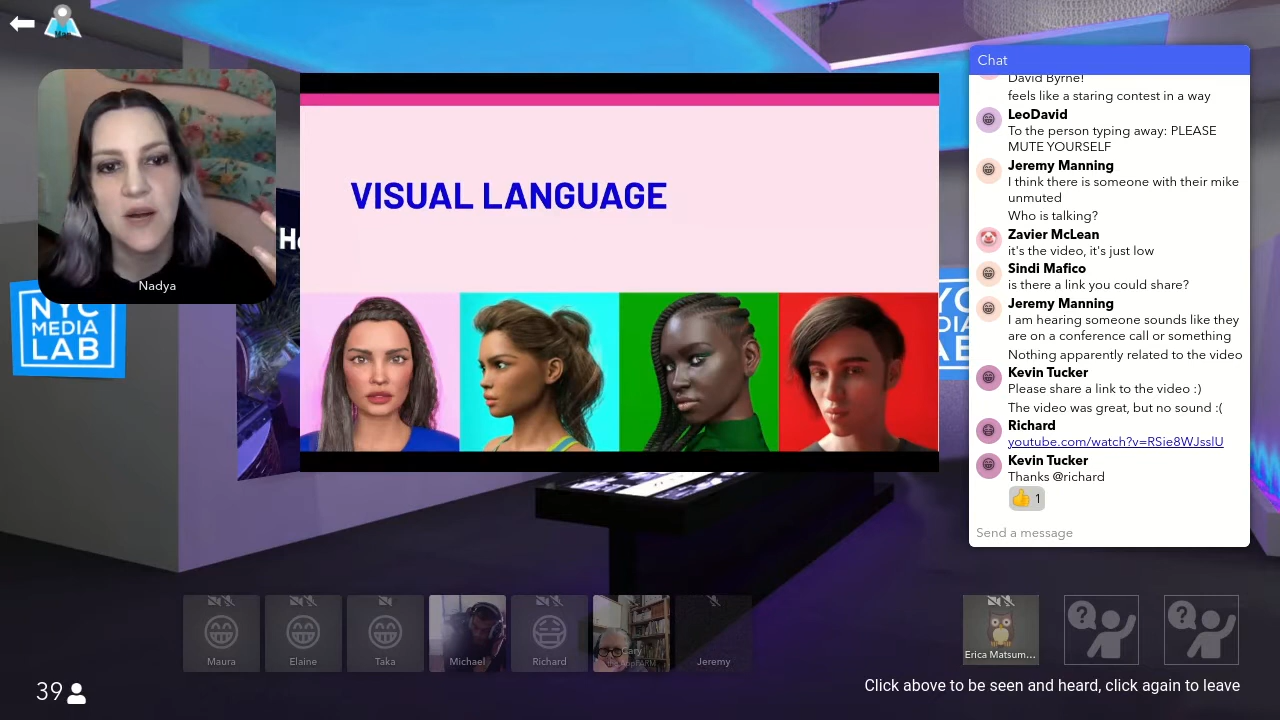 Map
Nadya
NYC
MEDIA
LAB
VISUAL LANGUAGE
Chat
David Byrne!
feels like a staring contest in a way
LeoDavid
To the person typing away: PLEASE
MUTE YOURSELF
Jeremy Manning
I think there is someone with their mike
unmuted
Who is talking?
Zavier McLean
it's the video, it's just low
Sindi Mafico
is there a link you could share?
Jeremy Manning
I am hearing someone sounds like they
are on a conference call or something
Nothing apparently related to the video
Kevin Tucker
Please share a link to the video :)
The video was great, but no sound :(
Richard
youtube.com/watch?v=RSie8WJsslU
Kevin Tucker
Thanks @richard
1
Send a message
Maura
Elaine
Taka
Michael
Richard
Gary
Jeremy
Erica Matsum...
39
Click above to be seen and heard, click again to leave